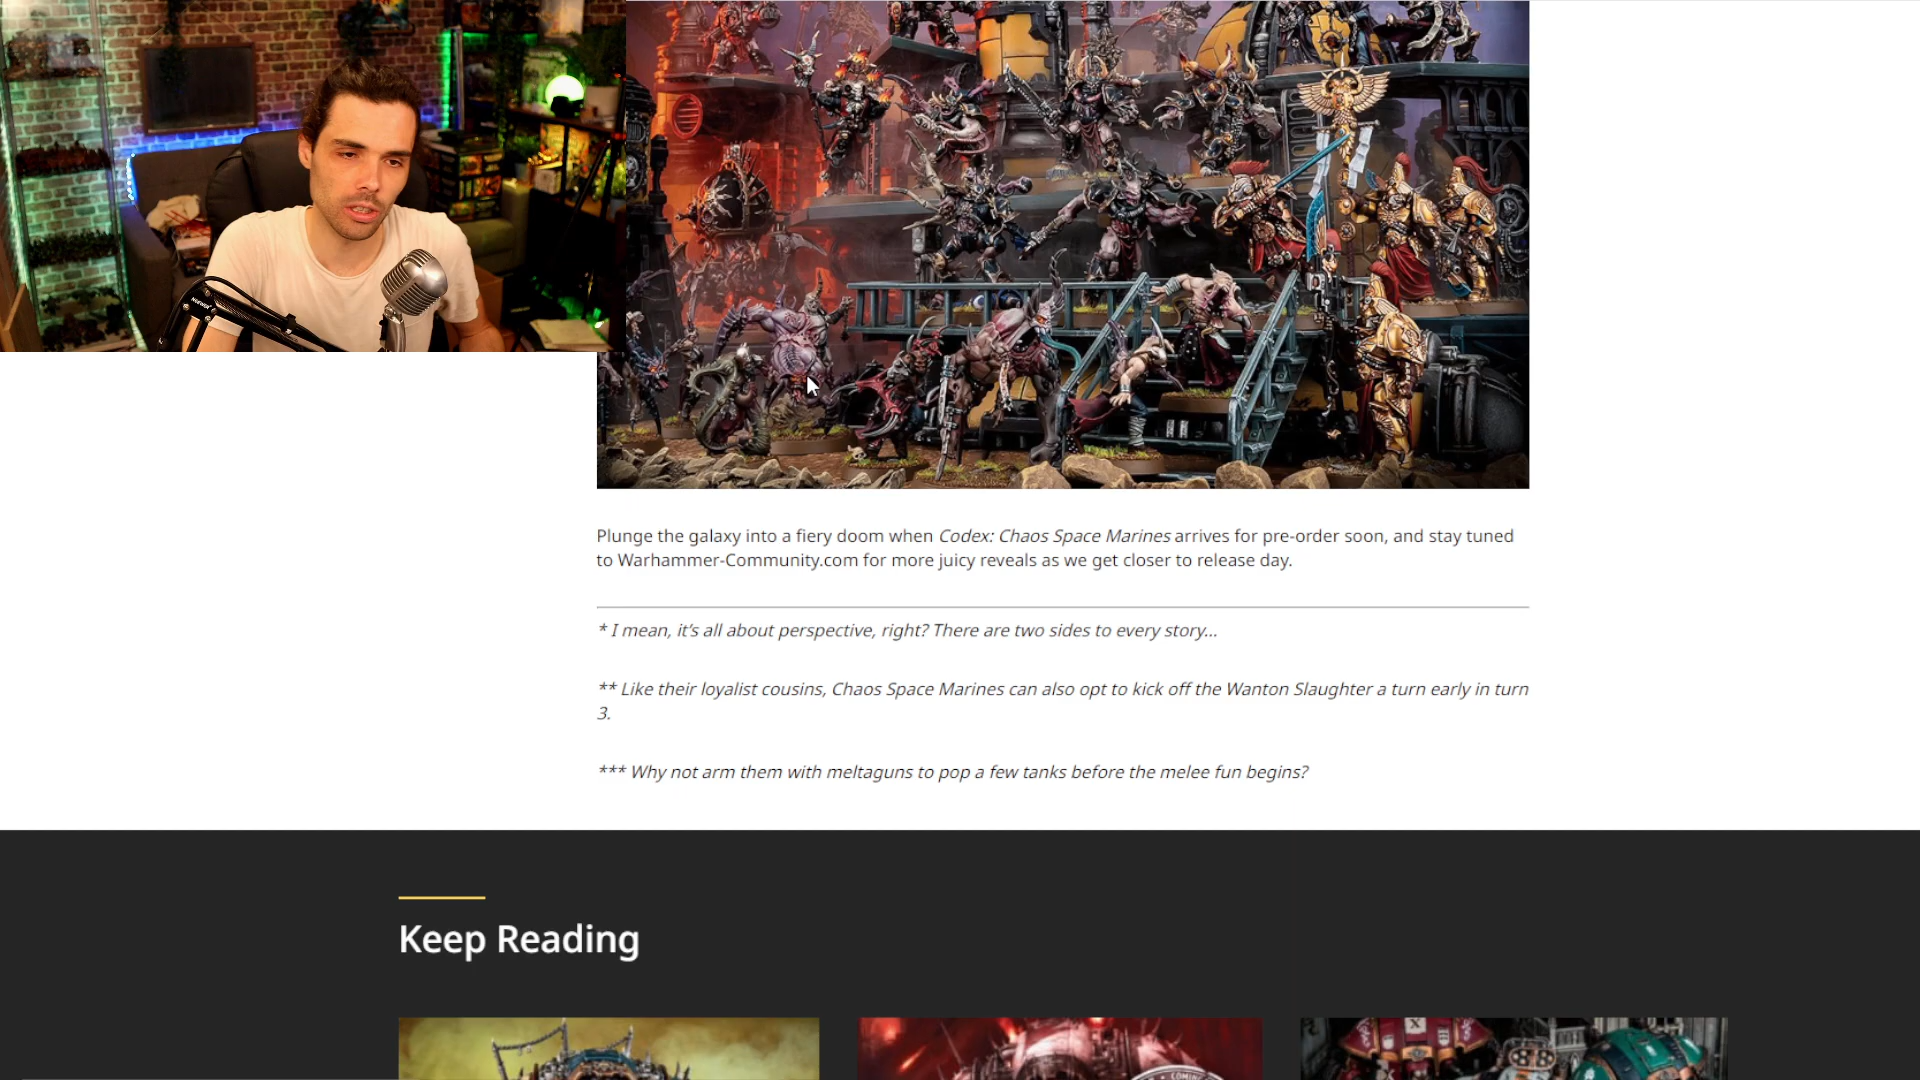 Plunge the galaxy into a fiery doom when Codex: Chaos Space Marines arrives for pre-order soon, and stay tuned
to Warhammer-Community.com for more juicy reveals as we get closer to release day.
* I mean, it's all about perspective, right? There are two sides to every story...
** Like their loyalist cousins, Chaos Space Marines can also opt to kick off the Wanton Slaughter a turn early in turn
3.
*** Why not arm them with meltaguns to pop a few tanks before the melee fun begins?
Keep Reading
X
COMING